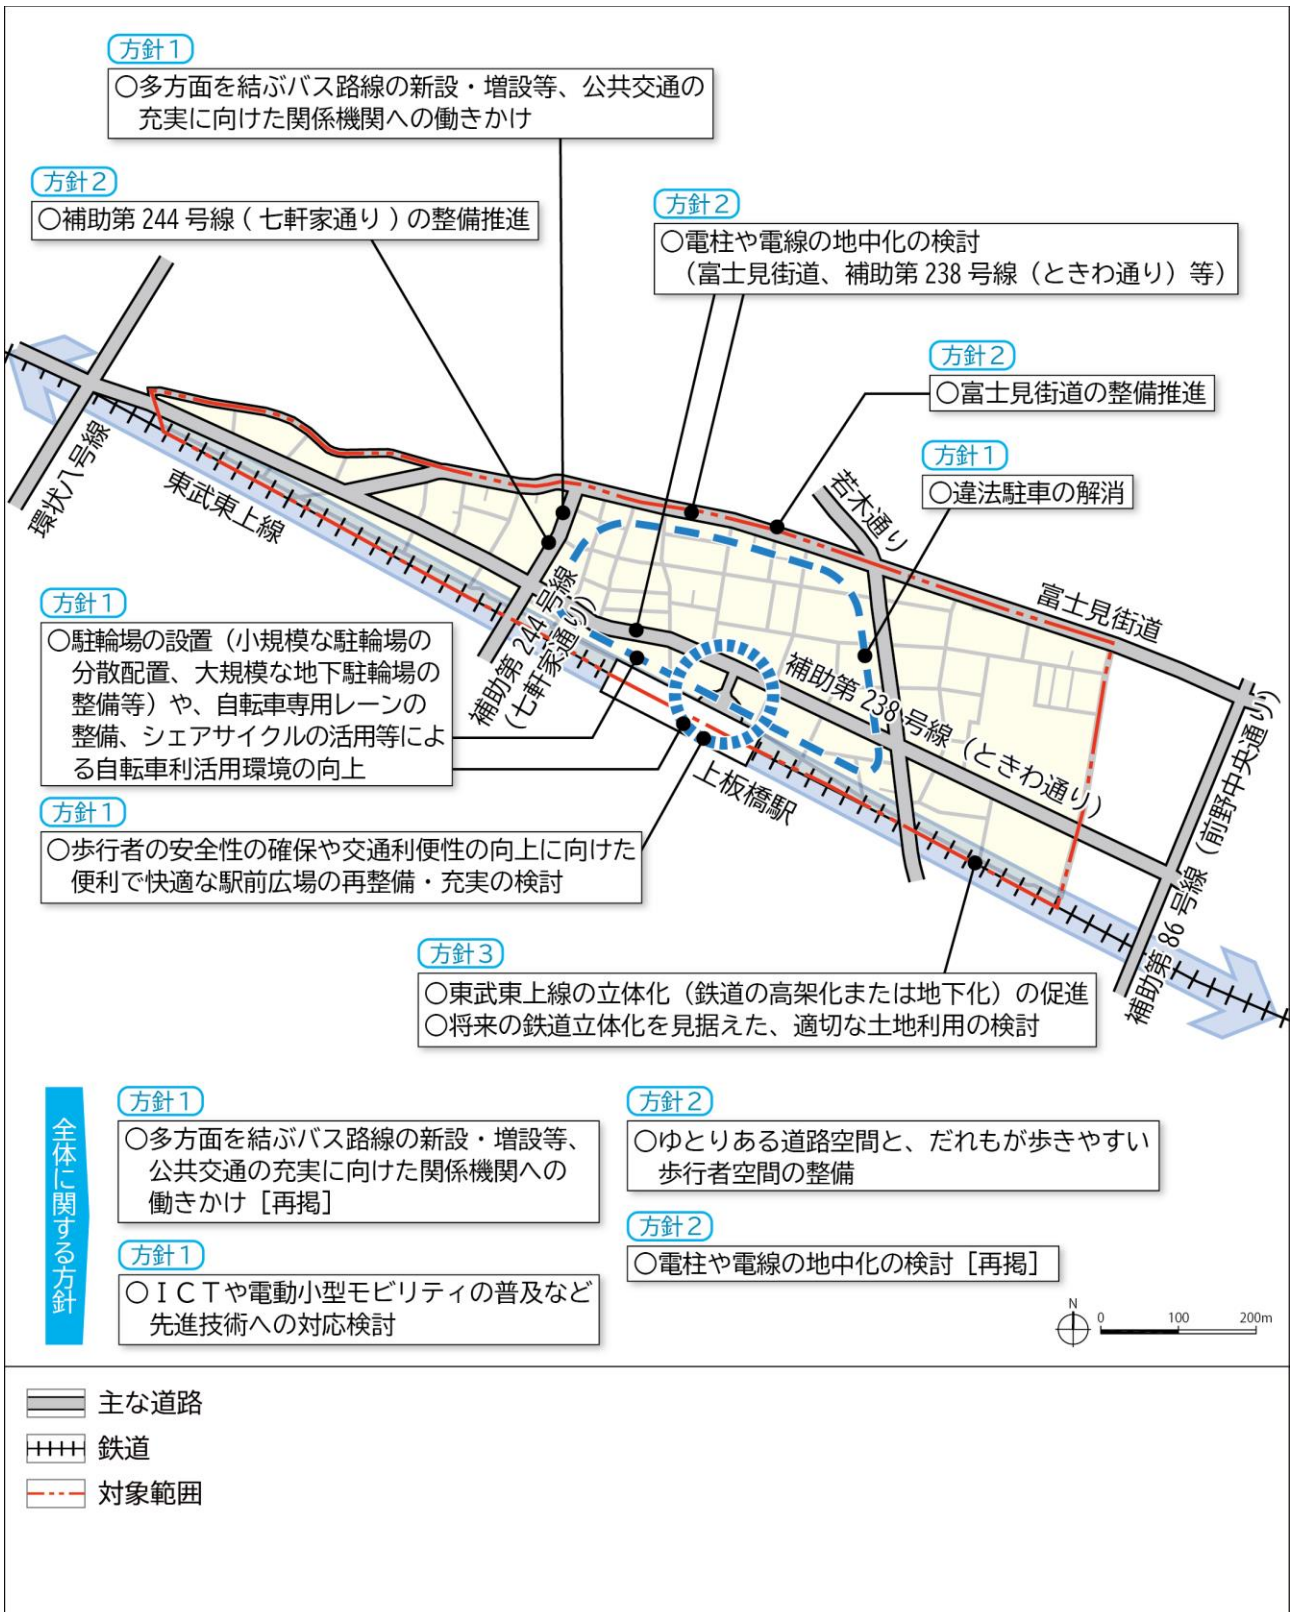 方針1
○多方面を結ぶバス路線の新設・増設等、公共交通の
充実に向けた関係機関への働きかけ
方針2
○補助第 244 号線 ( 七軒家通り ) の整備推進
方針2
○電柱や電線の地中化の検討
（富士見街道、補助第 238 号線（ときわ通り）等）
方針2
○富士見街道の整備推進
方針1
○違法駐車の解消
環状八号線
東武東上線
若木通り
富士見街道
補助第 244 号線
（七軒家通り）
補助第 238 号線（ときわ通り）
上板橋駅
補助第 86 号線（前野中央通り）
方針1
○駐輪場の設置（小規模な駐輪場の
分散配置、大規模な地下駐輪場の
整備等）や、自転車専用レーンの
整備、シェアサイクルの活用等によ
る自転車利活用環境の向上
方針1
○歩行者の安全性の確保や交通利便性の向上に向けた
便利で快適な駅前広場の再整備・充実の検討
方針3
○東武東上線の立体化（鉄道の高架化または地下化）の促進
○将来の鉄道立体化を見据えた、適切な土地利用の検討
全体に関する方針
方針1
○多方面を結ぶバス路線の新設・増設等、
公共交通の充実に向けた関係機関への
働きかけ［再掲］
方針1
○ＩＣＴや電動小型モビリティの普及など
先進技術への対応検討
方針2
○ゆとりある道路空間と、だれもが歩きやすい
歩行者空間の整備
方針2
○電柱や電線の地中化の検討［再掲］
N
0 100 200m
主な道路
鉄道
対象範囲